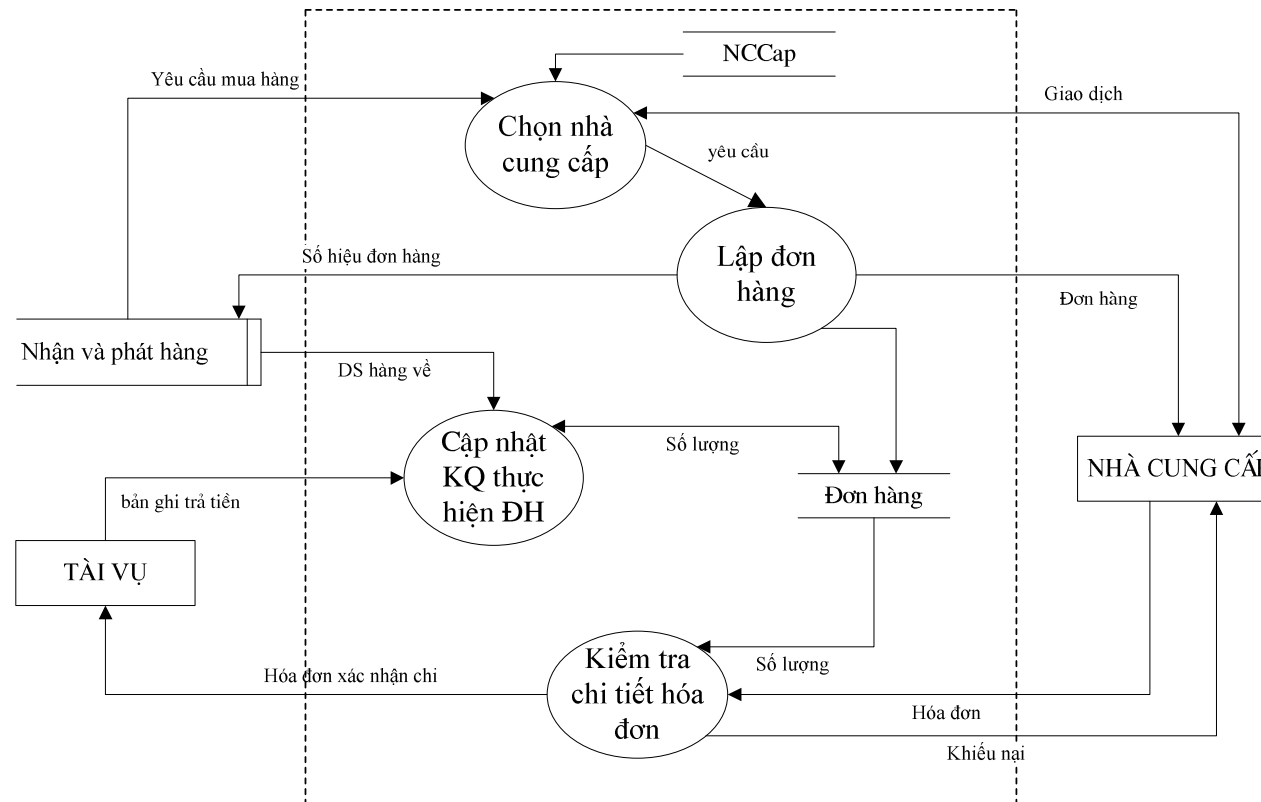 NCCap
Yêu cầu mua hàng
Giao dịch
Chọn nhà
cung cấp
yêu cầu
Số hiệu đơn hàng
Lập đơn
hàng
Đơn hàng
Nhận và phát hàng
DS hàng về
Cập nhật
KQ thực
hiện ĐH
Số lượng
NHÀ CUNG CẤP
bản ghi trả tiền
Đơn hàng
TÀI VỤ
Kiểm tra
chi tiết hóa
đơn
Số lượng
Hóa đơn xác nhận chi
Hóa đơn
Khiếu nại